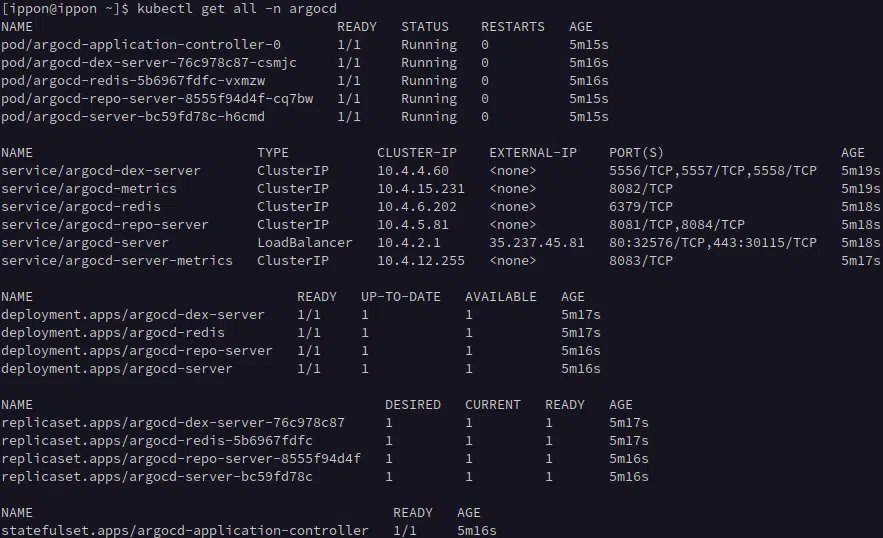 [ippon@ippon ~]$ kubectl get all -n argocd
NAME                                      READY   STATUS    RESTARTS   AGE
pod/argocd-application-controller-0       1/1     Running   0          5m15s
pod/argocd-dex-server-76c978c87-csmjc     1/1     Running   0          5m16s
pod/argocd-redis-5b6967fdfc-vxmzw         1/1     Running   0          5m16s
pod/argocd-repo-server-8555f94d4f-cq7bw   1/1     Running   0          5m15s
pod/argocd-server-bc59fd78c-h6cmd         1/1     Running   0          5m15s

NAME                            TYPE           CLUSTER-IP    EXTERNAL-IP    PORT(S)                      AGE
service/argocd-dex-server       ClusterIP      10.4.4.60     <none>         5556/TCP,5557/TCP,5558/TCP   5m19s
service/argocd-metrics          ClusterIP      10.4.15.231   <none>         8082/TCP                     5m19s
service/argocd-redis            ClusterIP      10.4.6.202    <none>         6379/TCP                     5m18s
service/argocd-repo-server      ClusterIP      10.4.5.81     <none>         8081/TCP,8084/TCP            5m18s
service/argocd-server           LoadBalancer   10.4.2.1      35.237.45.81   80:32576/TCP,443:30115/TCP   5m18s
service/argocd-server-metrics   ClusterIP      10.4.12.255   <none>         8083/TCP                     5m17s

NAME                                 READY   UP-TO-DATE   AVAILABLE   AGE
deployment.apps/argocd-dex-server    1/1     1            1           5m17s
deployment.apps/argocd-redis         1/1     1            1           5m17s
deployment.apps/argocd-repo-server   1/1     1            1           5m16s
deployment.apps/argocd-server        1/1     1            1           5m16s

NAME                                            DESIRED   CURRENT   READY   AGE
replicaset.apps/argocd-dex-server-76c978c87     1         1         1       5m17s
replicaset.apps/argocd-redis-5b6967fdfc         1         1         1       5m17s
replicaset.apps/argocd-repo-server-8555f94d4f   1         1         1       5m16s
replicaset.apps/argocd-server-bc59fd78c         1         1         1       5m16s

NAME                                             READY   AGE
statefulset.apps/argocd-application-controller   1/1     5m16s